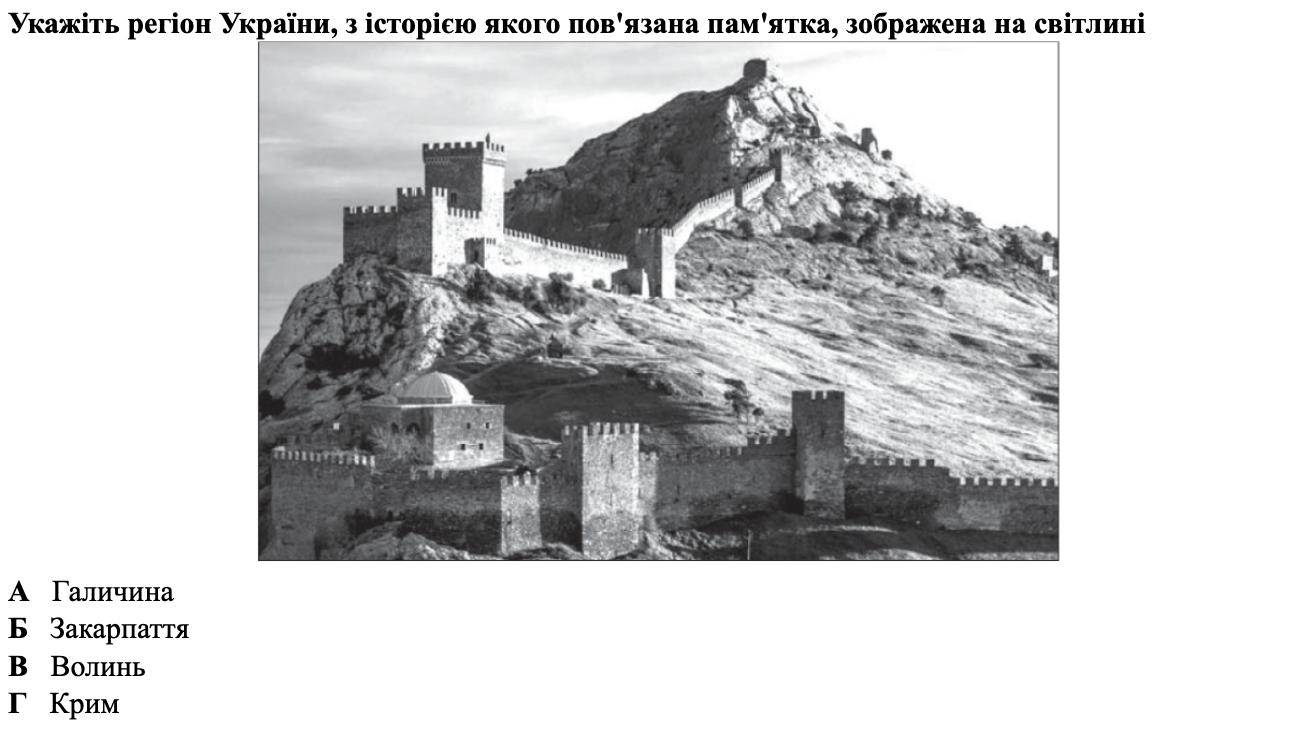 Укажіть регіон України, з історією якого пов'язана пам'ятка, зображена на світлині
А Галичина
Б Закарпаття
В Волинь
Г Крим